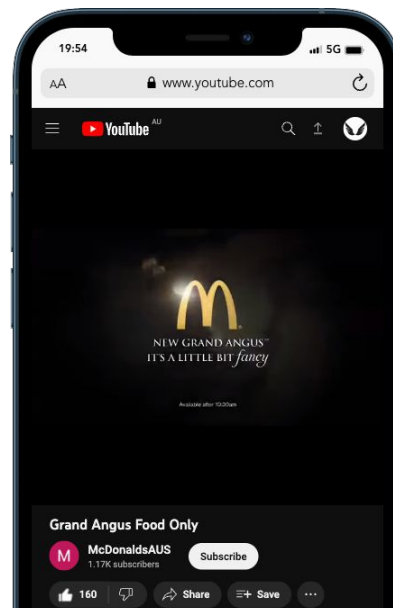 19:54
5G
AA
www.youtube.com
YouTube AU
M
NEW GRAND ANGUS™
IT'S A LITTLE BIT fancy
Available after 10:30am
Grand Angus Food Only
M
McDonaldsAUS
1.17K subscribers
Subscribe
160
Share
Save